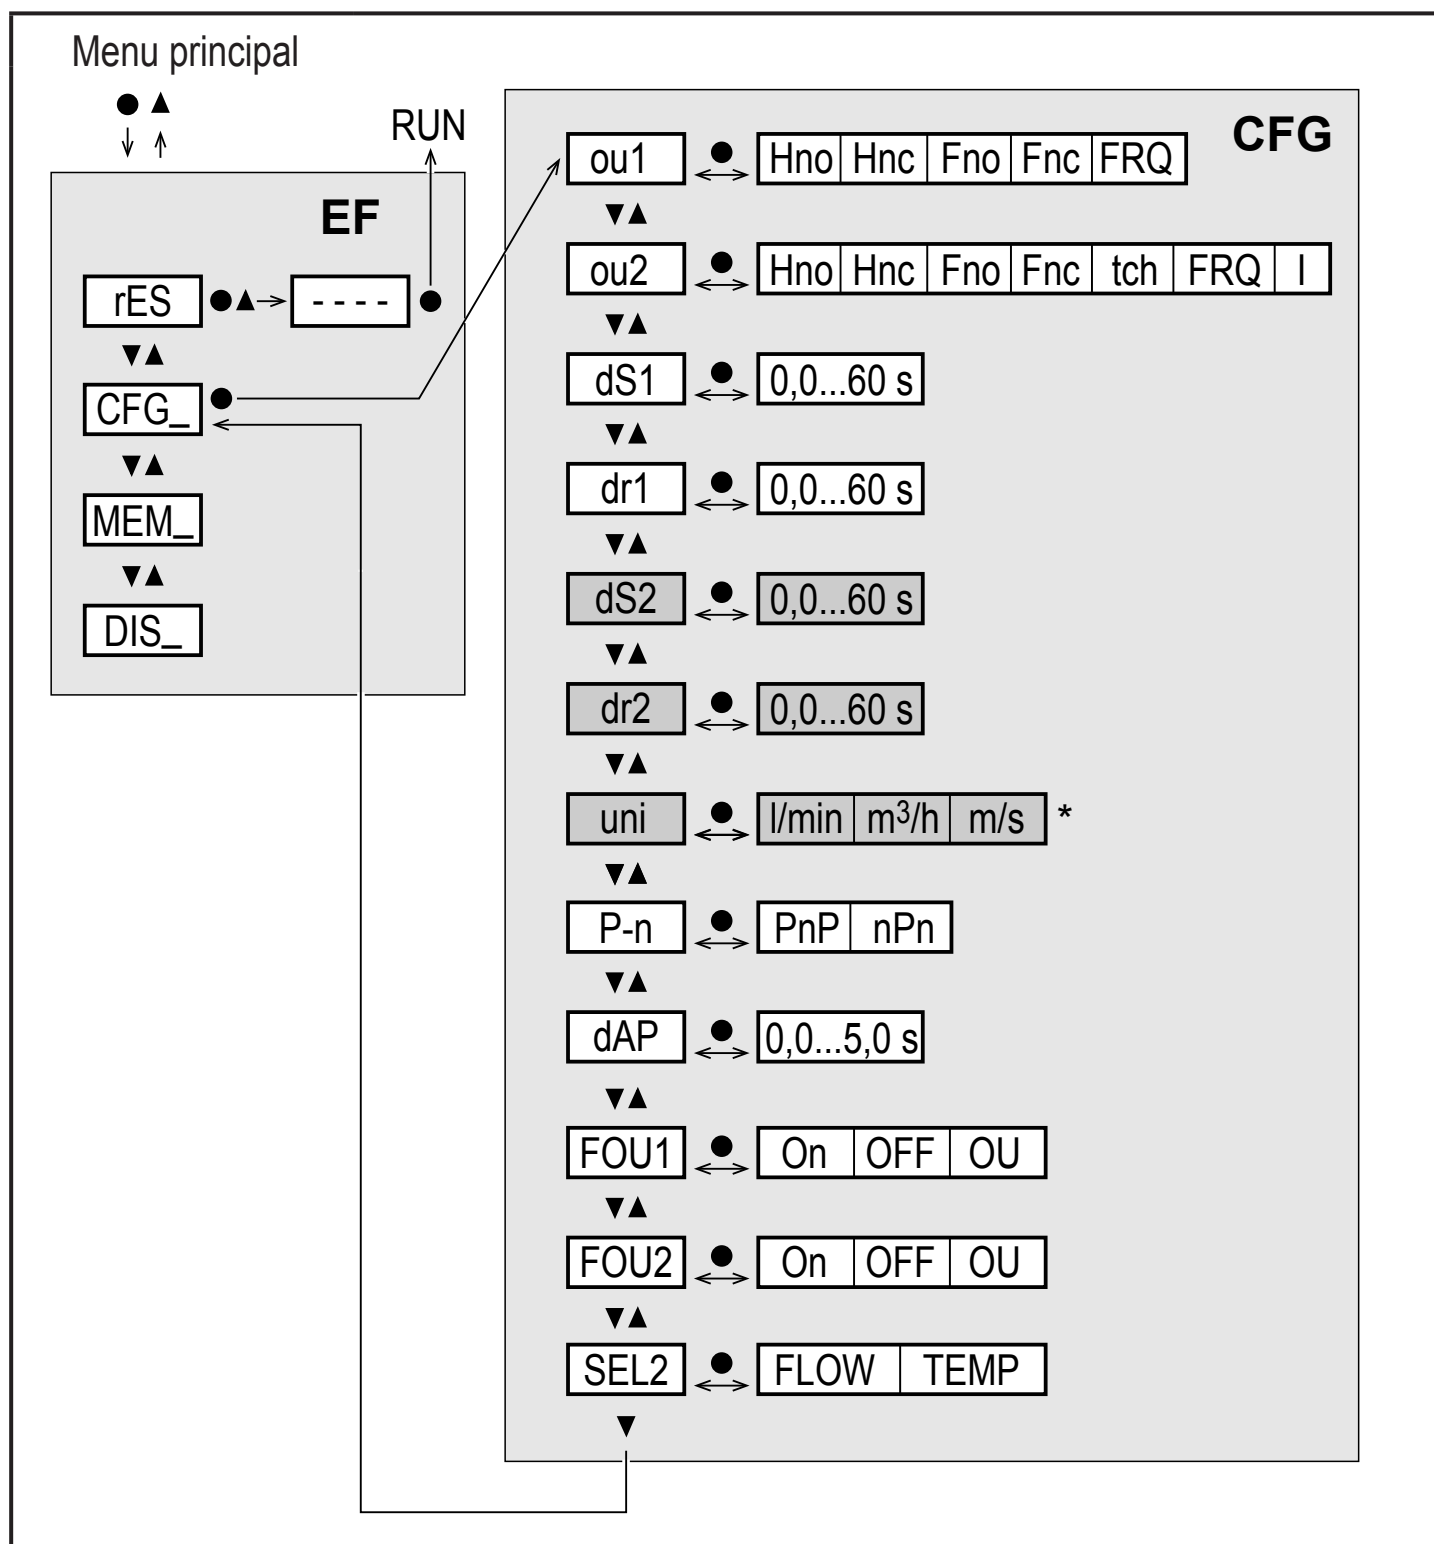 Menu principal
RUN
EF
rES
- - - -
CFG_
MEM_
DIS_
CFG
ou1 Hno Hnc Fno Fnc FRQ
ou2 Hno Hnc Fno Fnc tch FRQ I
dS1 0,0...60 s
dr1 0,0...60 s
dS2 0,0...60 s
dr2 0,0...60 s
uni l/min m³/h m/s *
P-n PnP nPn
dAP 0,0...5,0 s
FOU1 On OFF OU
FOU2 On OFF OU
SEL2 FLOW TEMP